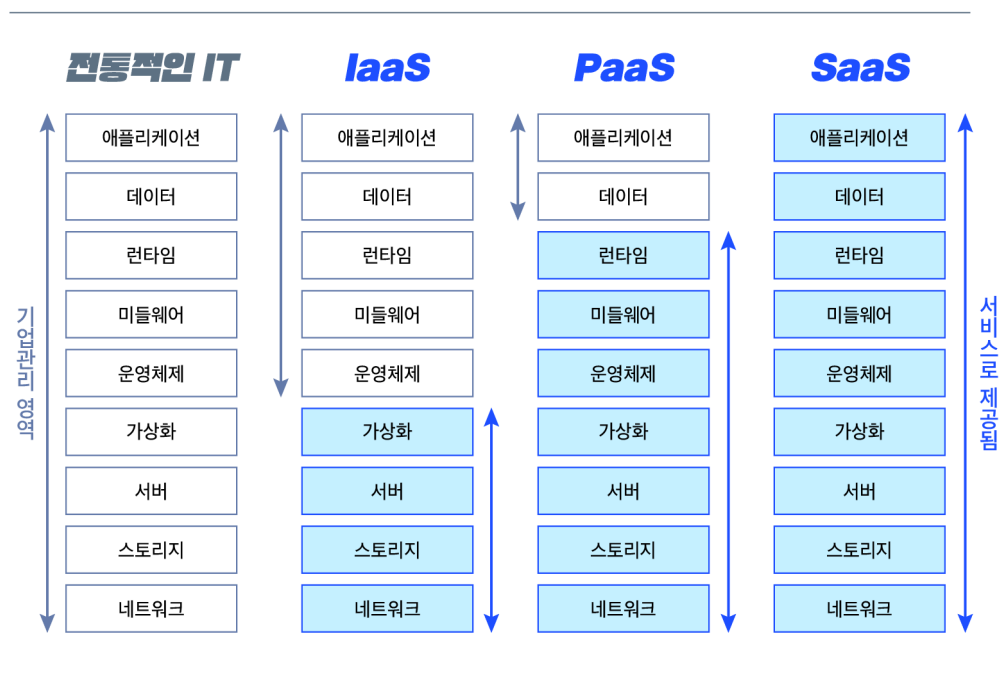 전통적인 IT
IaaS
PaaS
SaaS
기업관리 영역
애플리케이션
데이터
런타임
미들웨어
운영체제
가상화
서버
스토리지
네트워크
애플리케이션
데이터
런타임
미들웨어
운영체제
가상화
서버
스토리지
네트워크
애플리케이션
데이터
런타임
미들웨어
운영체제
가상화
서버
스토리지
네트워크
애플리케이션
데이터
런타임
미들웨어
운영체제
가상화
서버
스토리지
네트워크
서비스로 제공됨